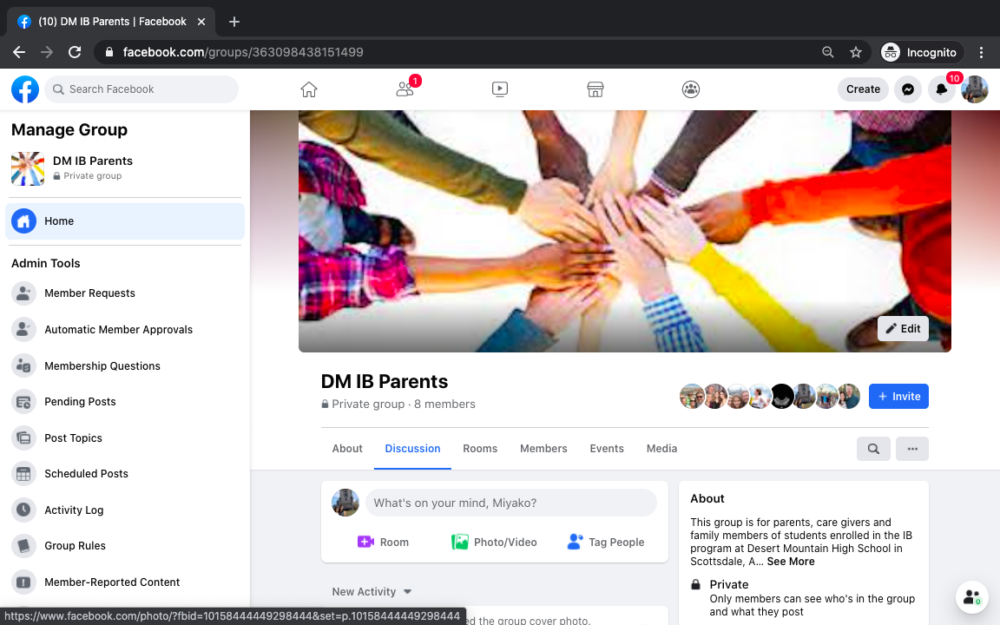 (10) DM IB Parents | Facebook
facebook.com/groups/363098438151499
Incognito
Search Facebook
1
Create
10
Manage Group
DM IB Parents
Private group
Home
Admin Tools
Member Requests
Automatic Member Approvals
Membership Questions
Pending Posts
Post Topics
Scheduled Posts
Activity Log
Group Rules
Member-Reported Content
https://www.facebook.com/photo/?fbid=10158444449298444&set=p.10158444449298444
Edit
DM IB Parents
Private group · 8 members
+ Invite
About
Discussion
Rooms
Members
Events
Media
What's on your mind, Miyako?
Room
Photo/Video
Tag People
New Activity
the group cover photo.
About
This group is for parents, care givers and
family members of students enrolled in the IB
program at Desert Mountain High School in
Scottsdale, A... See More
Private
Only members can see who's in the group
and what they post
0